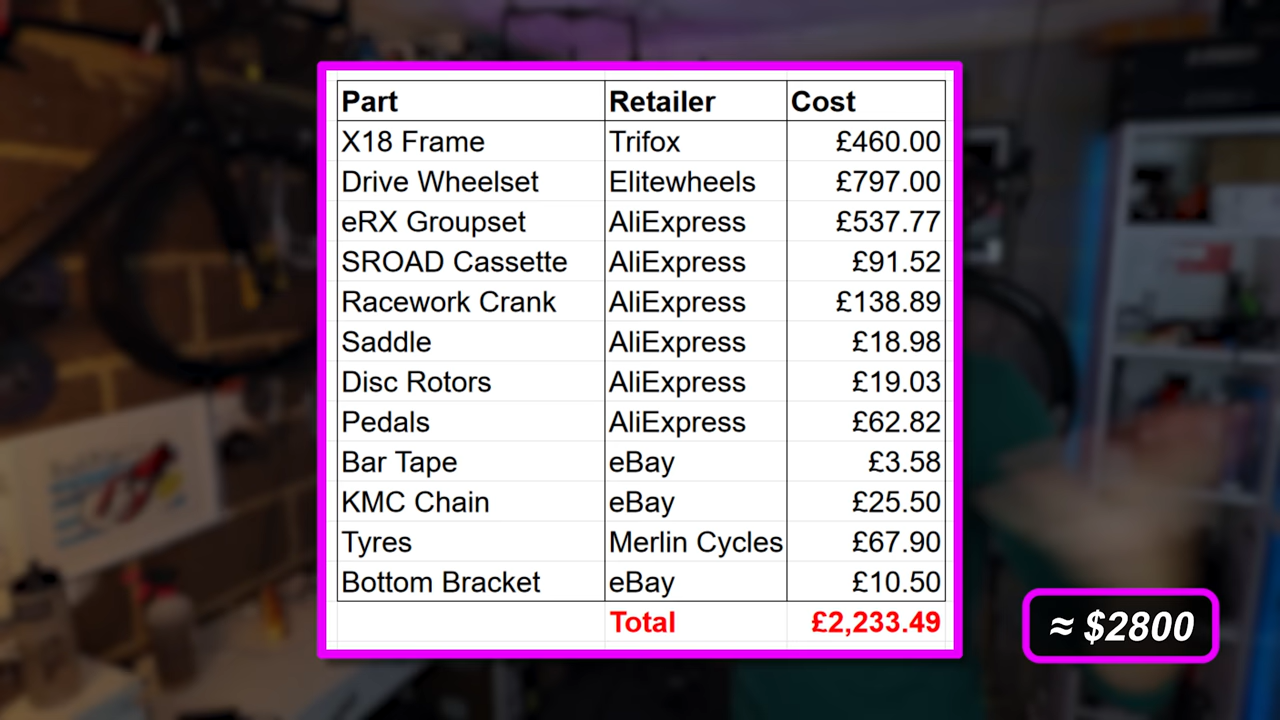 Part Retailer Cost
X18 Frame Trifox £460.00
Drive Wheelset Elitewheels £797.00
eRX Groupset AliExpress £537.77
SROAD Cassette AliExpress £91.52
Racework Crank AliExpress £138.89
Saddle AliExpress £18.98
Disc Rotors AliExpress £19.03
Pedals AliExpress £62.82
Bar Tape eBay £3.58
KMC Chain eBay £25.50
Tyres Merlin Cycles £67.90
Bottom Bracket eBay £10.50
Total £2,233.49
≈ $2800